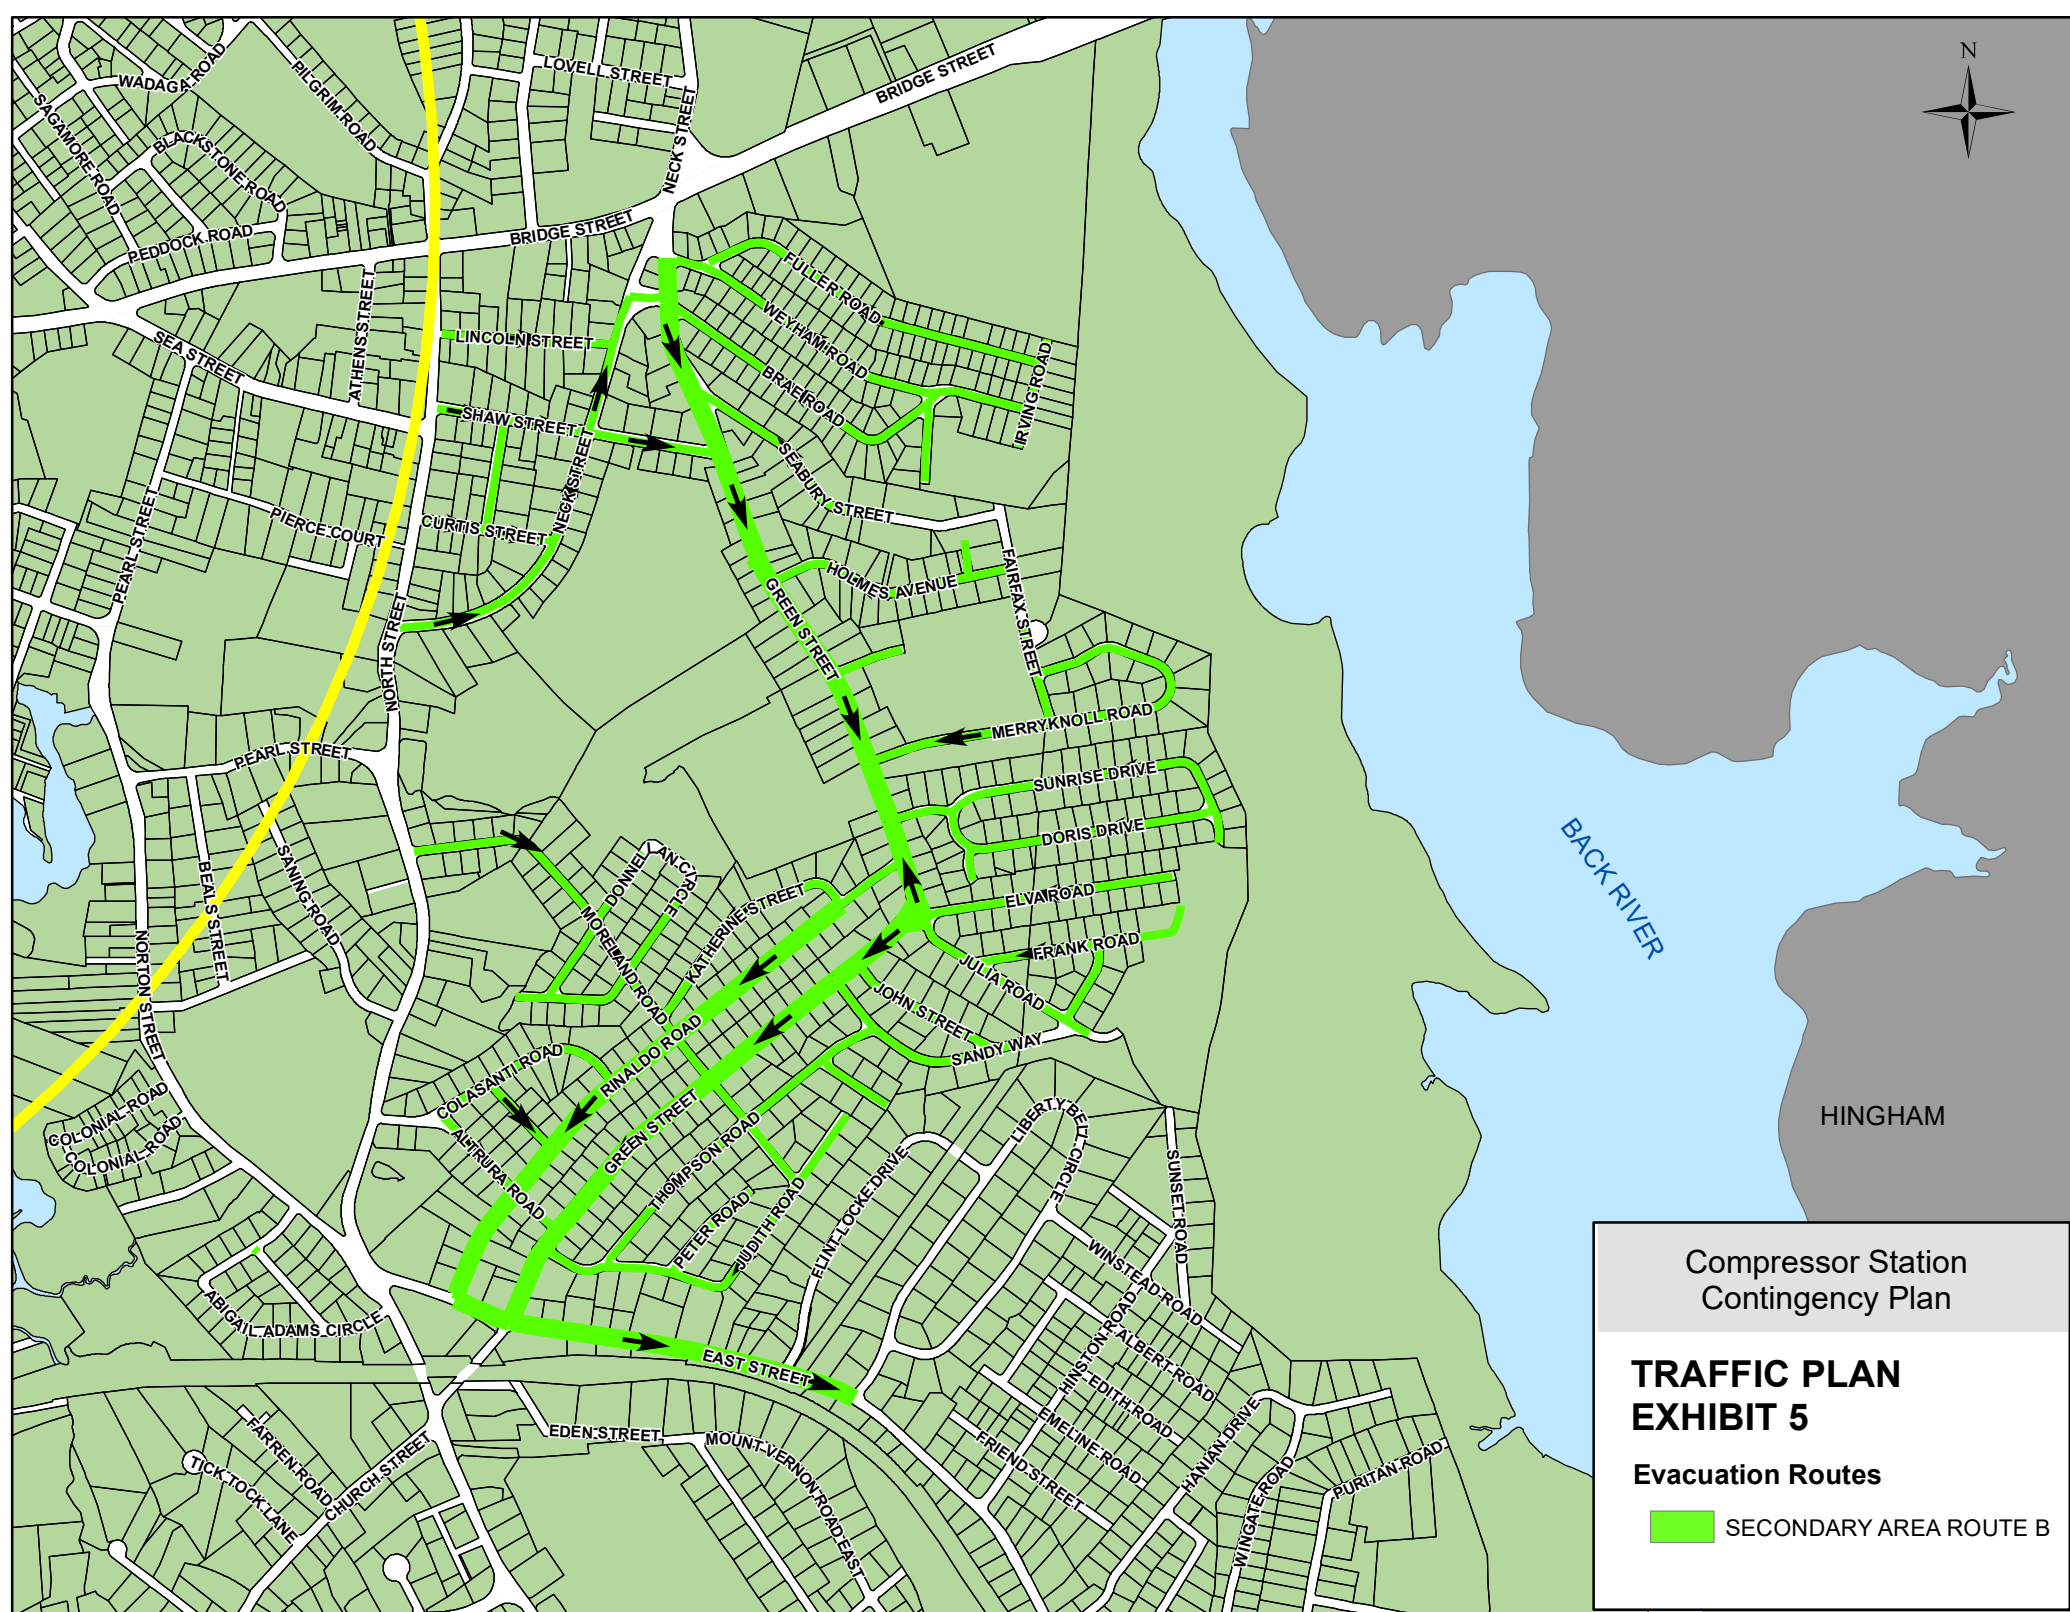 N
LOVELL STREET
BRIDGE STREET
WADAGA ROAD
PILGRIM ROAD
SAGAMORE ROAD
BLACKSTONE ROAD
NECK STREET
PEDDOCK ROAD
BRIDGE STREET
FULLER ROAD
ATHENS STREET
WEYHAM ROAD
LINCOLN STREET
SEA STREET
IRVING ROAD
BRAE ROAD
SHAW STREET
SEABURY STREET
NECK STREET
PIERCE COURT
CURTIS STREET
PEARL STREET
HOLMES AVENUE
FAIRFAX STREET
GREEN STREET
NORTH STREET
MERRYKNOLL ROAD
PEARL STREET
SUNRISE DRIVE
DORIS DRIVE
BACK RIVER
SANING ROAD
BEALS STREET
DONNELLAN CIRCLE
KATHERINE STREET
ELVA ROAD
MORELAND ROAD
FRANK ROAD
NORTON STREET
JULIA ROAD
JOHN STREET
SANDY WAY
RINALDO ROAD
COLASANTI ROAD
COLONIAL ROAD
COLONIAL ROAD
GREEN STREET
LIBERTY BELL CIRCLE
HINGHAM
ALTRURA ROAD
THOMPSON ROAD
FLINT LOCKE DRIVE
SUNSET ROAD
PETER ROAD
JUDITH ROAD
WINSTEAD ROAD
ABIGAIL ADAMS CIRCLE
HINSTON ROAD
ALBERT ROAD
EAST STREET
EDITH ROAD
EMELINE ROAD
FRIEND STREET
HANIAN DRIVE
EDEN STREET
MOUNT VERNON ROAD EAST
FARREN ROAD
TICK TOCK LANE
CHURCH STREET
WINGATE ROAD
PURITAN ROAD
Compressor Station
Contingency Plan
TRAFFIC PLAN
EXHIBIT 5
Evacuation Routes
SECONDARY AREA ROUTE B